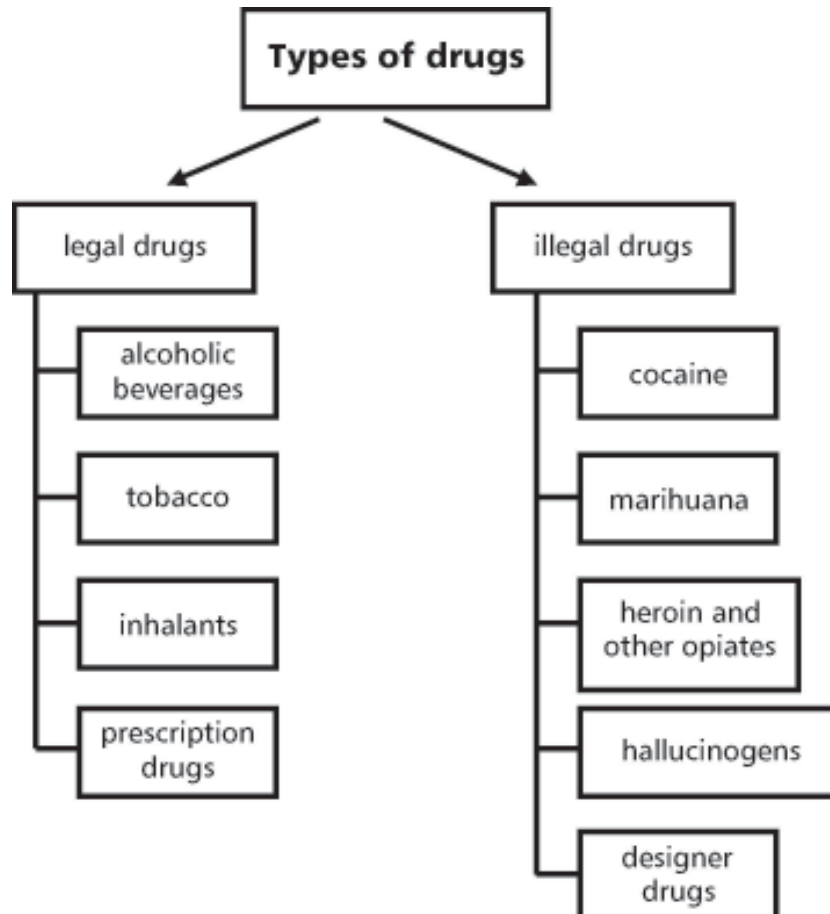 Types of drugs
legal drugs
alcoholic
beverages
tobacco
inhalants
prescription
drugs
illegal drugs
cocaine
marihuana
heroin and
other opiates
hallucinogens
designer
drugs